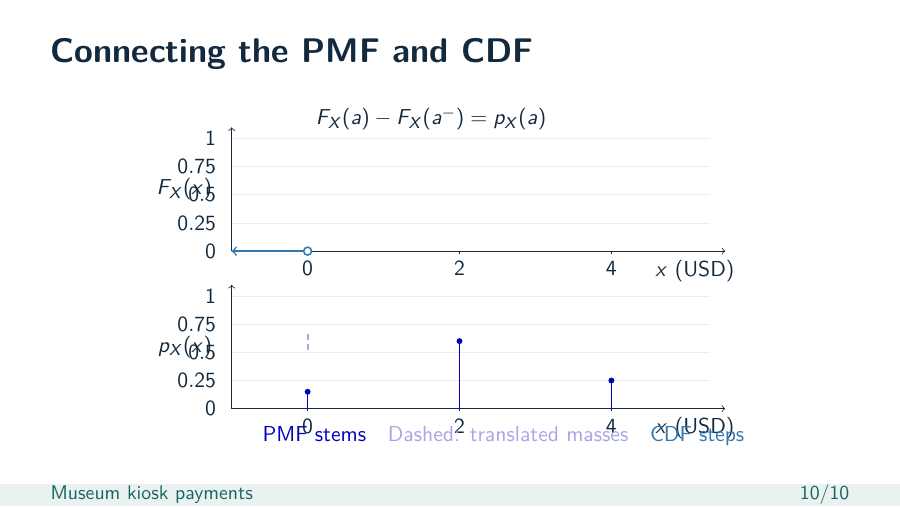 Connecting the PMF and CDF
F_X(a) − F_X(a⁻) = p_X(a)
1
0.75
F_X(x)
0.5
0.25
0
0 2 4 x (USD)
1
0.75
p_X(x)
0.5
0.25
0
0 2 4 x (USD)
PMF stems Dashed: translated masses CDF steps
Museum kiosk payments 10/10